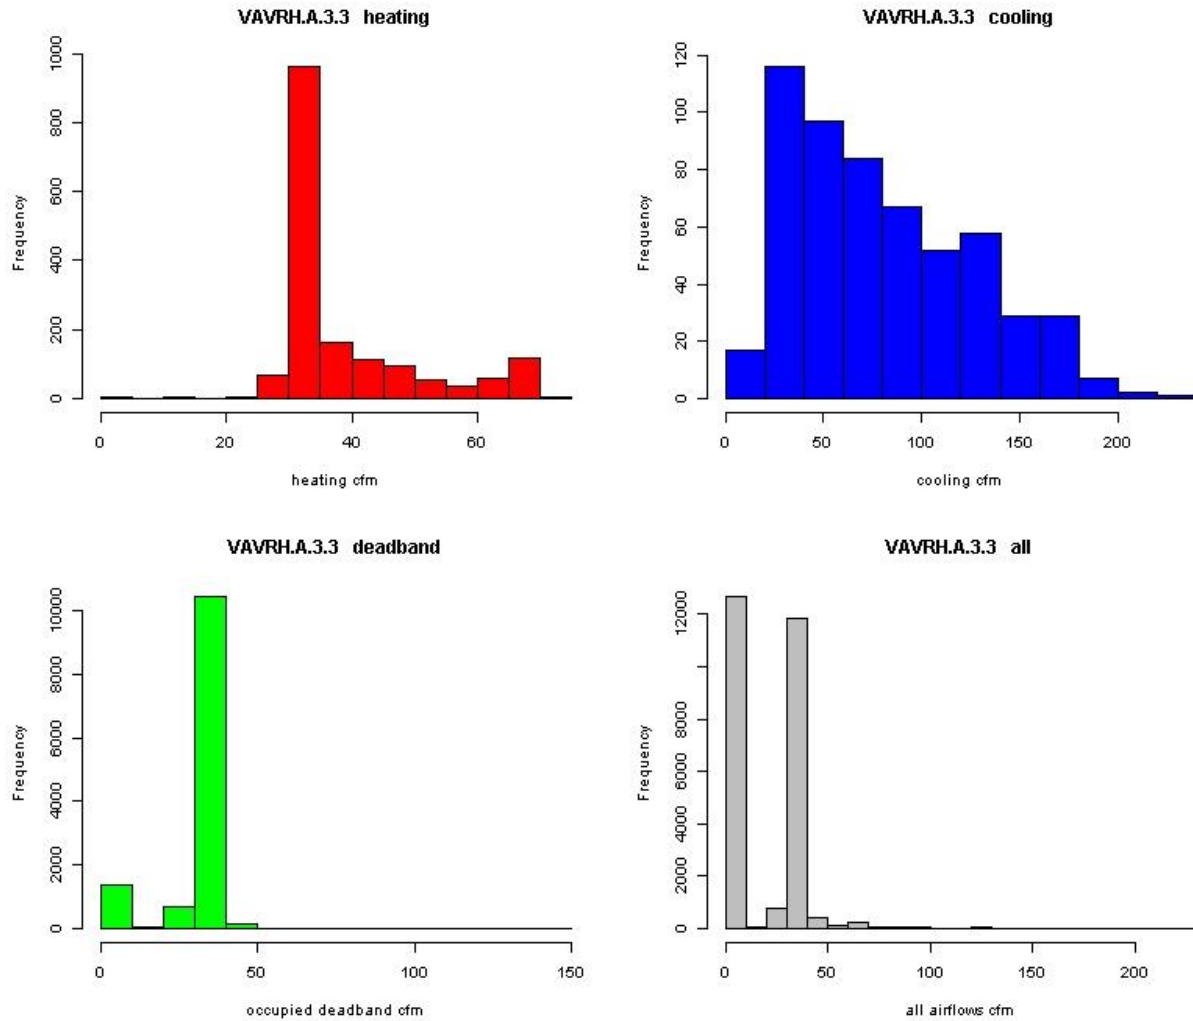 VAVRH.A.3.3 heating
Frequency
1000
800
600
400
200
0
0 20 40 60
heating cfm
VAVRH.A.3.3 cooling
Frequency
120
100
80
60
40
20
0
0 50 100 150 200
cooling cfm
VAVRH.A.3.3 deadband
Frequency
10000
8000
6000
4000
2000
0
0 50 100 150
occupied deadband cfm
VAVRH.A.3.3 all
Frequency
12000
8000
6000
4000
2000
0
0 50 100 150 200
all airflows cfm